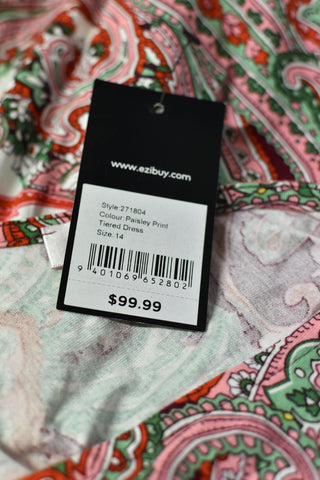 www.ezibuy.com
Style:271804
Colour: Paisley Print
Tiered Dress
Size: 14
9 401069 652802
$99.99